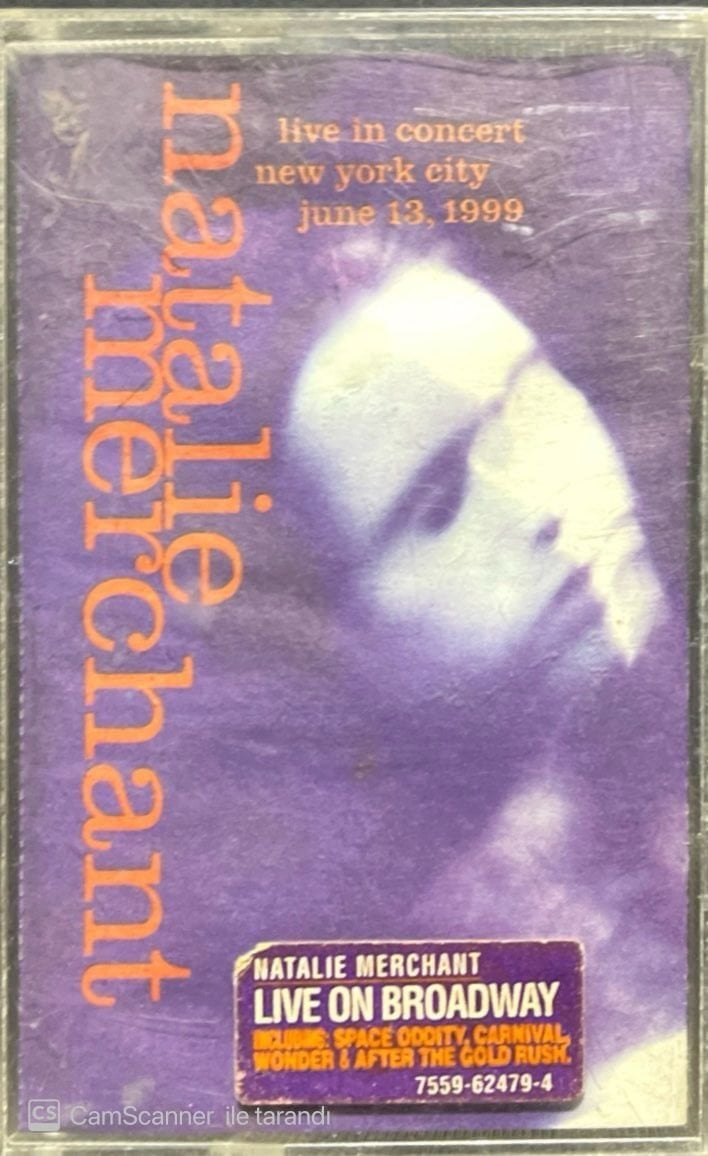 natalie
merchant
live in concert
new york city
june 13, 1999
NATALIE MERCHANT
LIVE ON BROADWAY
INCLUDING: SPACE ODDITY, CARNIVAL,
WONDER & AFTER THE GOLD RUSH.
7559-62479-4
CS CamScanner ile tarandı